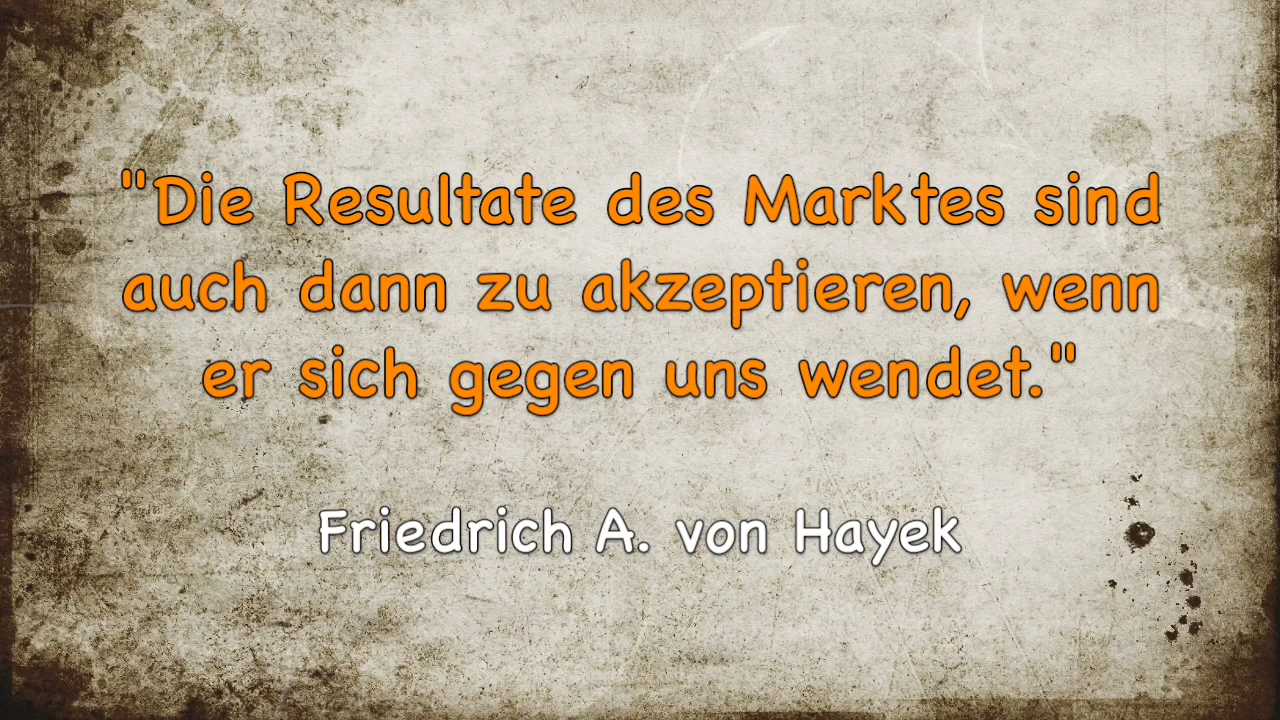 "Die Resultate des Marktes sind
auch dann zu akzeptieren, wenn
er sich gegen uns wendet."
Friedrich A. von Hayek